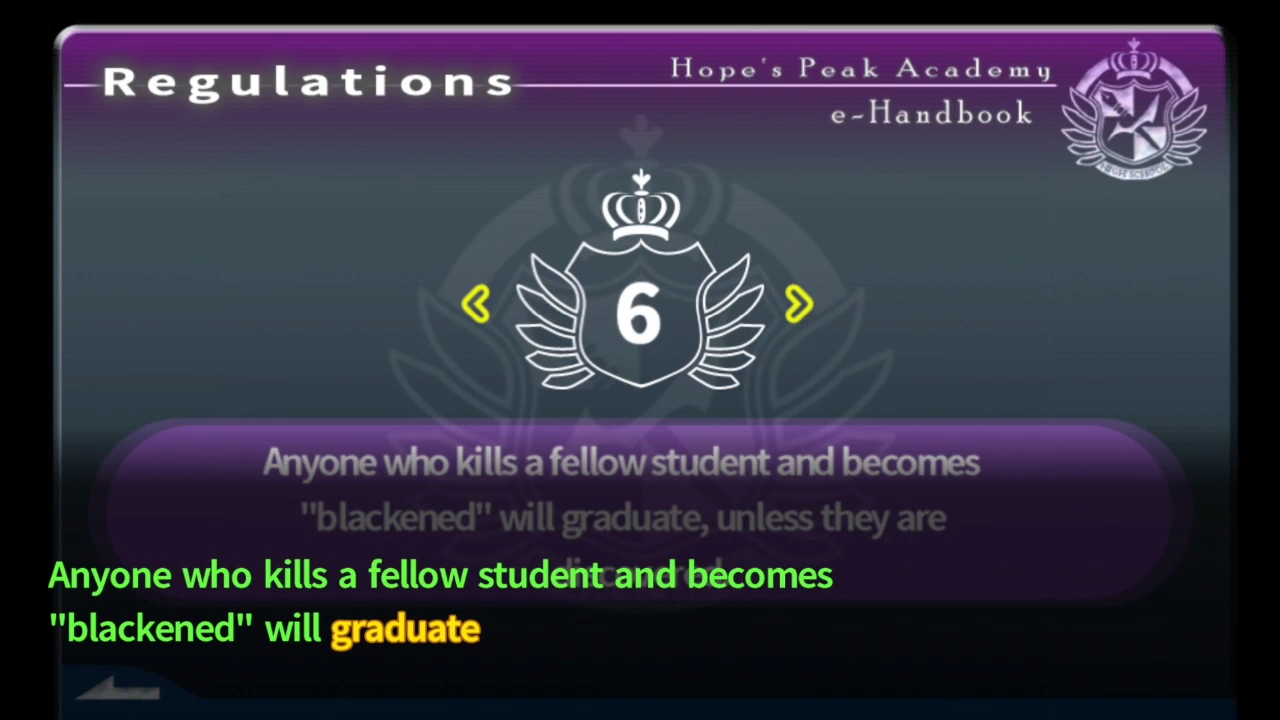 Regulations
Hope's Peak Academy
e-Handbook
6
Anyone who kills a fellow student and becomes
"blackened" will graduate, unless they are
discovered.
Anyone who kills a fellow student and becomes
"blackened" will graduate